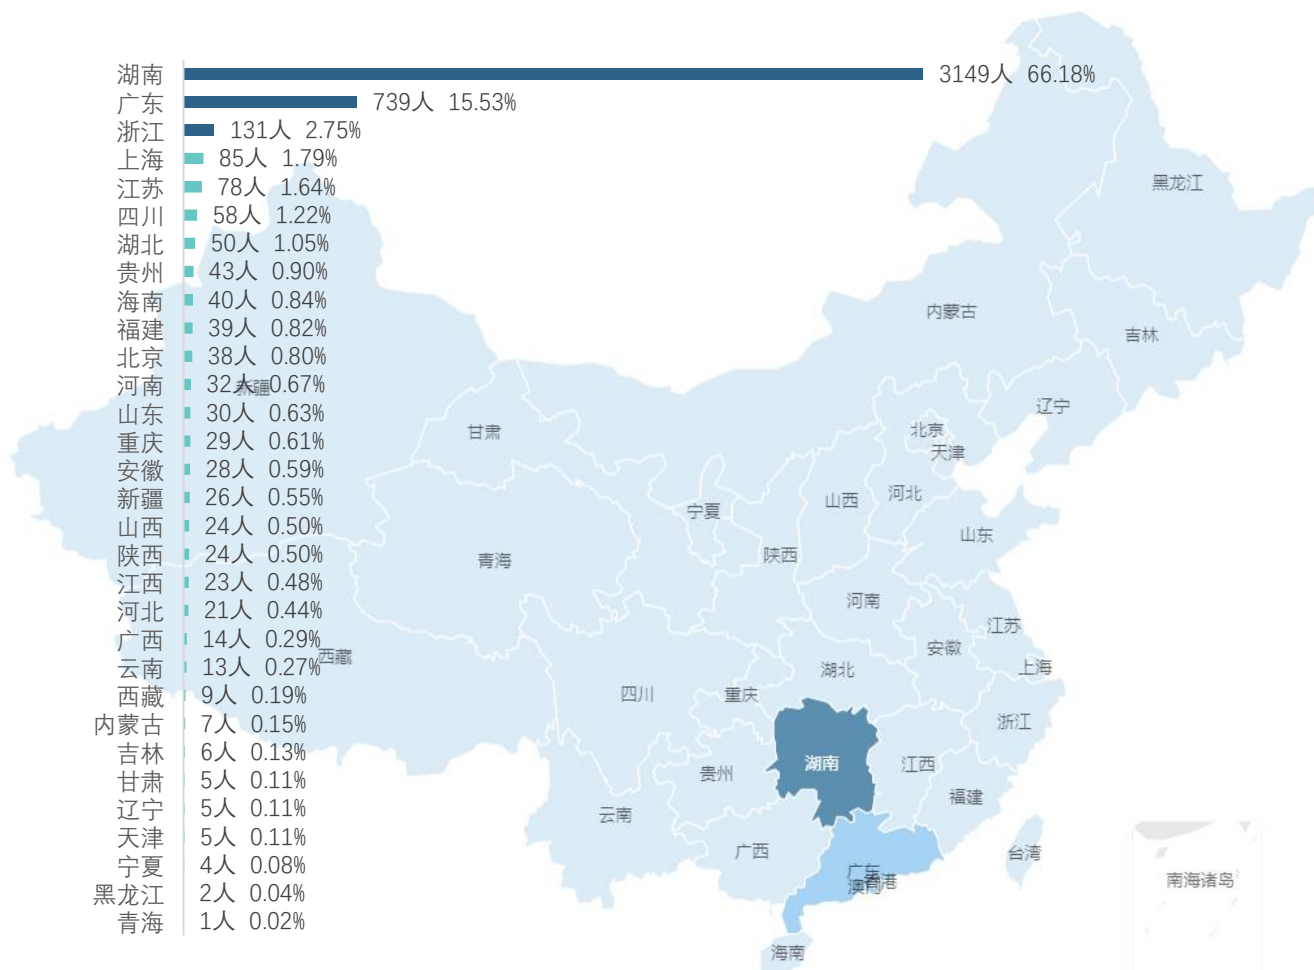 湖南 3149人 66.18%
广东 739人 15.53%
浙江 131人 2.75%
上海 85人 1.79%
江苏 78人 1.64%
四川 58人 1.22%
湖北 50人 1.05%
贵州 43人 0.90%
海南 40人 0.84%
福建 39人 0.82%
北京 38人 0.80%
河南 32人 0.67%
山东 30人 0.63%
重庆 29人 0.61%
安徽 28人 0.59%
新疆 26人 0.55%
山西 24人 0.50%
陕西 24人 0.50%
江西 23人 0.48%
河北 21人 0.44%
广西 14人 0.29%
云南 13人 0.27%
西藏 9人 0.19%
内蒙古 7人 0.15%
吉林 6人 0.13%
甘肃 5人 0.11%
辽宁 5人 0.11%
天津 5人 0.11%
宁夏 4人 0.08%
黑龙江 2人 0.04%
青海 1人 0.02%
黑龙江
内蒙古
吉林
新疆
辽宁
甘肃
北京
天津
河北
山西
宁夏
山东
陕西
青海
河南
江苏
安徽
西藏
上海
湖北
四川
重庆
浙江
湖南
江西
贵州
福建
云南
广西
台湾
广东
香港
澳门
南海诸岛
海南